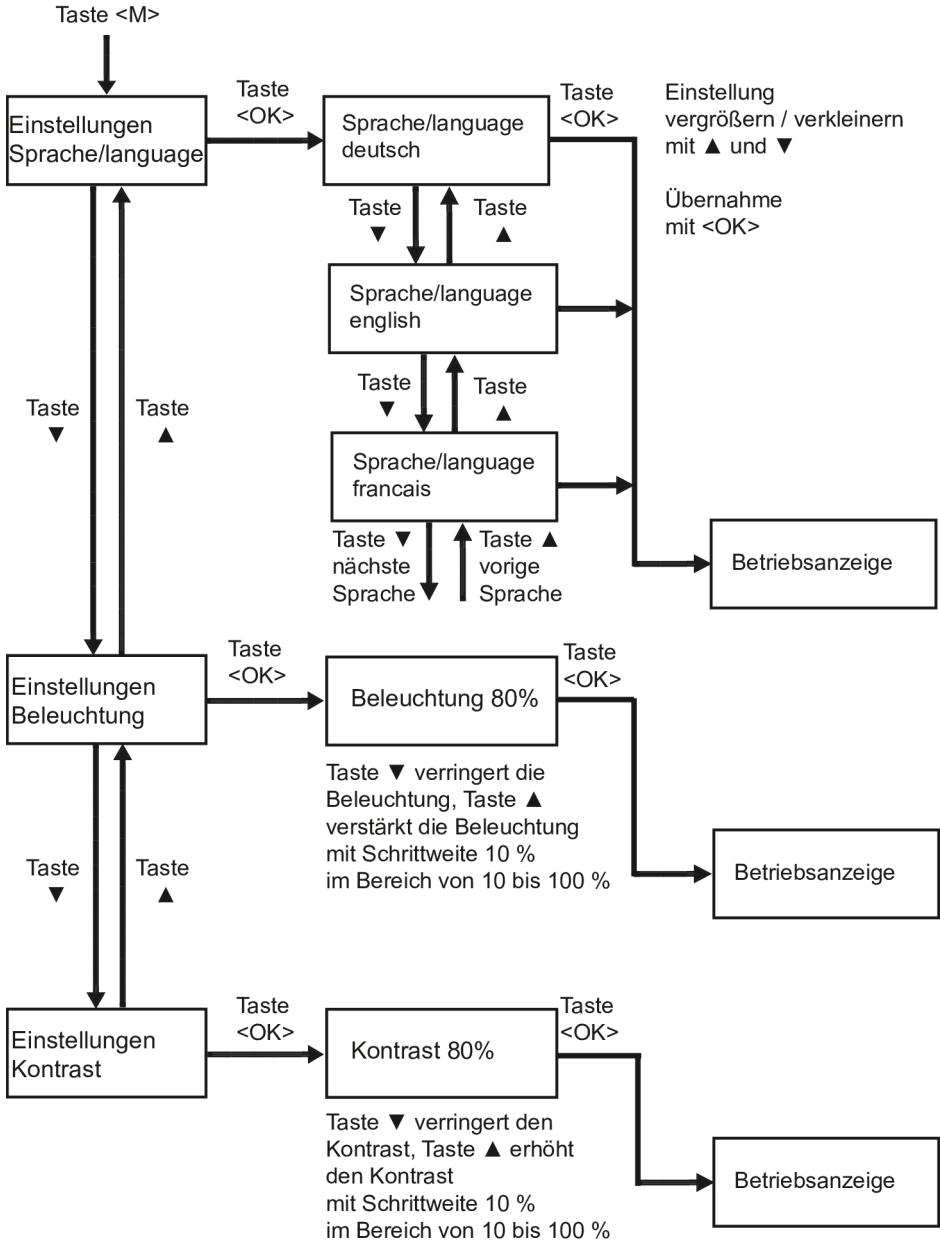 Taste <M>
Einstellungen
Sprache/language
Taste
<OK>
Sprache/language
deutsch
Taste
<OK>
Einstellung
vergrößern / verkleinern
mit ▲ und ▼
Übernahme
mit <OK>
Taste
▼
Taste
▲
Sprache/language
english
Taste
▼
Taste
▲
Taste
▼
Taste
▲
Sprache/language
francais
Taste ▼
nächste
Sprache
Taste ▲
vorige
Sprache
Betriebsanzeige
Einstellungen
Beleuchtung
Taste
<OK>
Beleuchtung 80%
Taste
<OK>
Taste ▼ verringert die
Beleuchtung, Taste ▲
verstärkt die Beleuchtung
mit Schrittweite 10 %
im Bereich von 10 bis 100 %
Betriebsanzeige
Taste
▼
Taste
▲
Einstellungen
Kontrast
Taste
<OK>
Kontrast 80%
Taste
<OK>
Taste ▼ verringert den
Kontrast, Taste ▲ erhöht
den Kontrast
mit Schrittweite 10 %
im Bereich von 10 bis 100 %
Betriebsanzeige